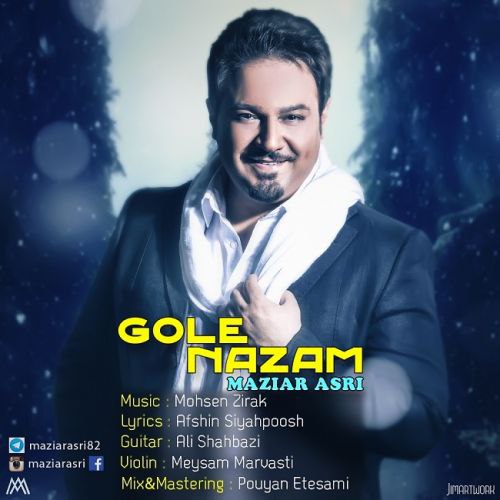 GOLE
NAZAM
MAZIAR ASRI
Music : Mohsen Zirak
Lyrics : Afshin Siyahpoosh
Guitar : Ali Shahbazi
Violin : Meysam Marvasti
Mix&Mastering : Pouyan Etesami
maziarasri82
maziarasri
Jimartwork